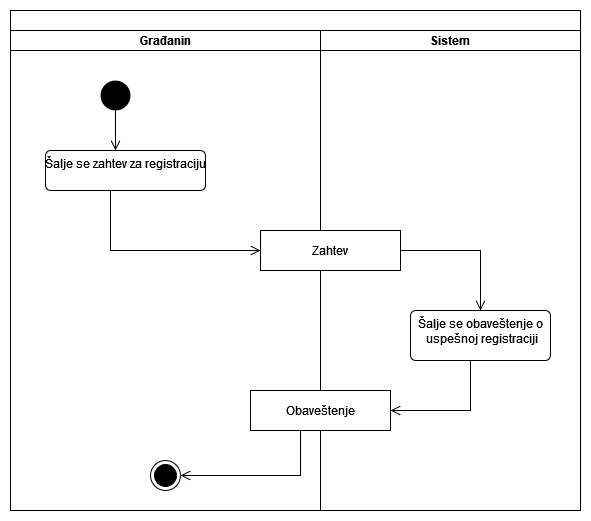 Građanin
Sistem
Šalje se zahtev za registraciju
Zahtev
Šalje se obaveštenje o
uspešnoj registraciji
Obaveštenje